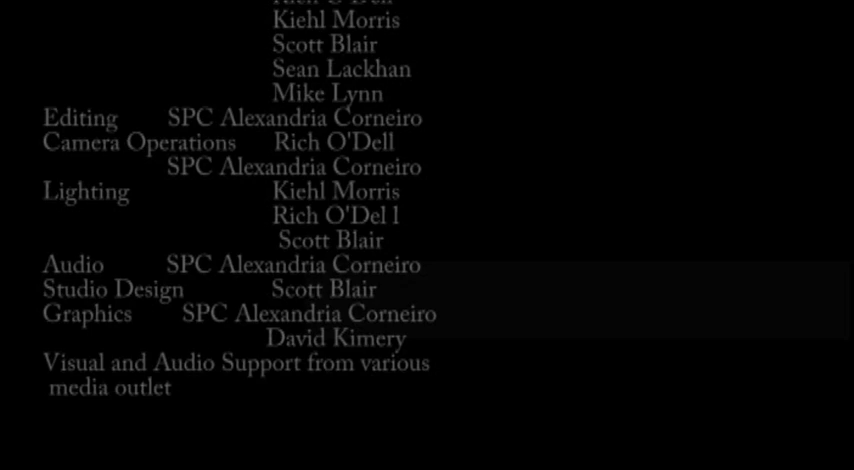 Rich O'Dell
Kiehl Morris
Scott Blair
Sean Lackhan
Mike Lynn
Editing SPC Alexandria Corneiro
Camera Operations Rich O'Dell
SPC Alexandria Corneiro
Lighting Kiehl Morris
Rich O'Del l
Scott Blair
Audio SPC Alexandria Corneiro
Studio Design Scott Blair
Graphics SPC Alexandria Corneiro
David Kimery
Visual and Audio Support from various
media outlet